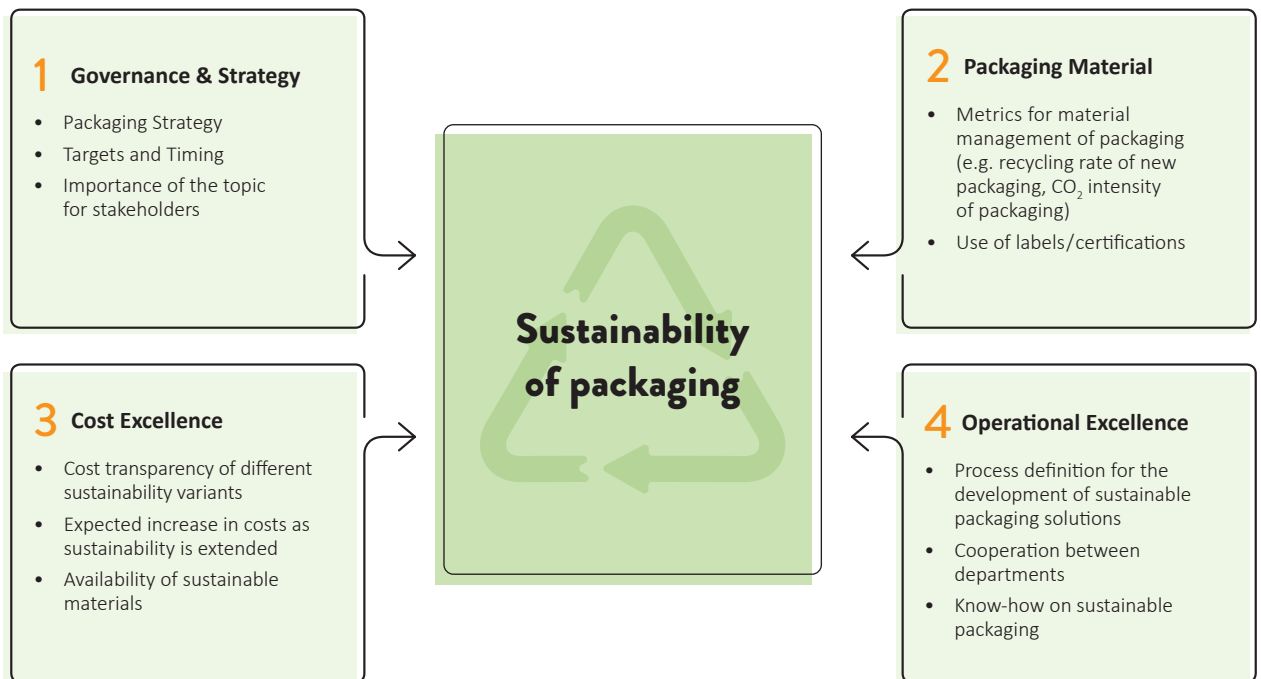 1 Governance & Strategy
• Packaging Strategy
• Targets and Timing
• Importance of the topic
for stakeholders
2 Packaging Material
• Metrics for material
management of packaging
(e.g. recycling rate of new
packaging, CO₂ intensity
of packaging)
• Use of labels/certifications
Sustainability
of packaging
3 Cost Excellence
• Cost transparency of different
sustainability variants
• Expected increase in costs as
sustainability is extended
• Availability of sustainable
materials
4 Operational Excellence
• Process definition for the
development of sustainable
packaging solutions
• Cooperation between
departments
• Know-how on sustainable
packaging